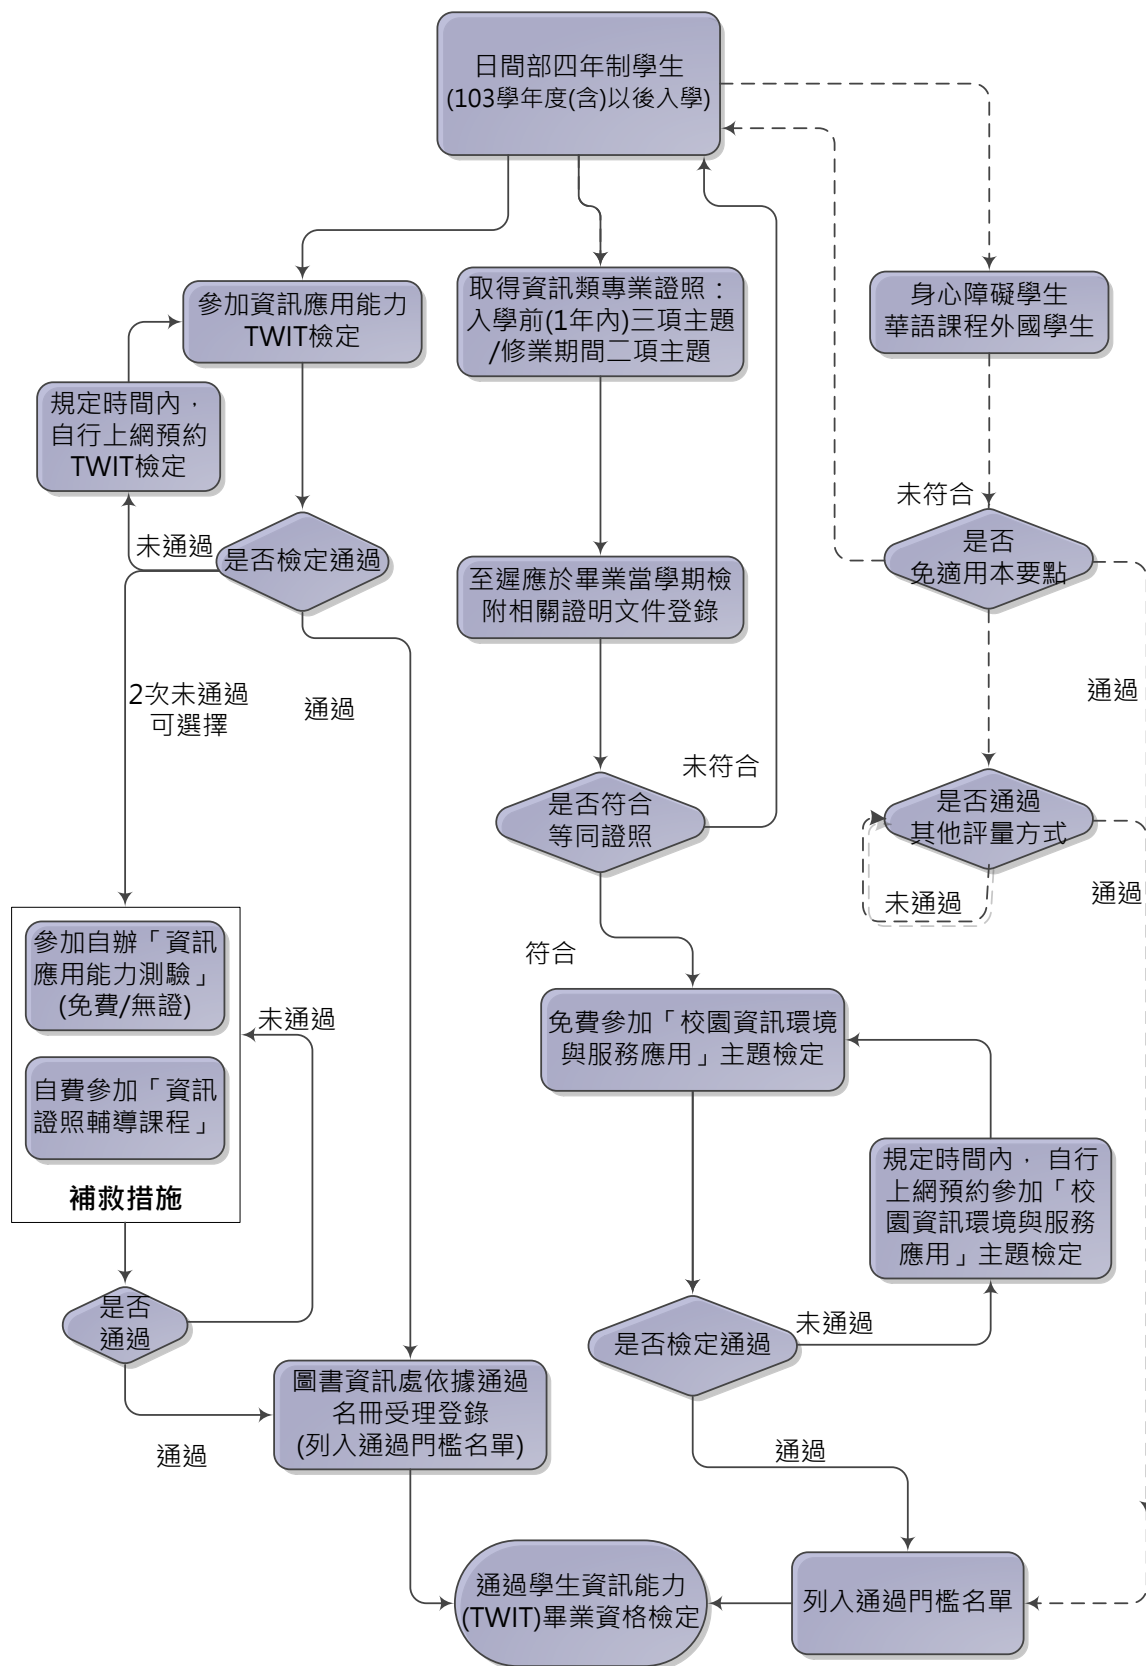 日間部四年制學生
(103學年度(含)以後入學)
參加資訊應用能力
TWIT檢定
取得資訊類專業證照：
入學前(1年內)三項主題
/修業期間二項主題
身心障礙學生
華語課程外國學生
規定時間內，
自行上網預約
TWIT檢定
未通過
是否檢定通過
未符合
是否
免適用本要點
至遲應於畢業當學期檢
附相關證明文件登錄
2次未通過
可選擇
通過
通過
未符合
是否符合
等同證照
是否通過
其他評量方式
未通過
通過
參加自辦「資訊
應用能力測驗」
(免費/無證)
未通過
自費參加「資訊
證照輔導課程」
補救措施
符合
免費參加「校園資訊環境
與服務應用」主題檢定
規定時間內， 自行
上網預約參加「校
園資訊環境與服務
應用」主題檢定
是否
通過
是否檢定通過
未通過
通過
圖書資訊處依據通過
名冊受理登錄
(列入通過門檻名單)
通過
通過學生資訊能力
(TWIT)畢業資格檢定
列入通過門檻名單